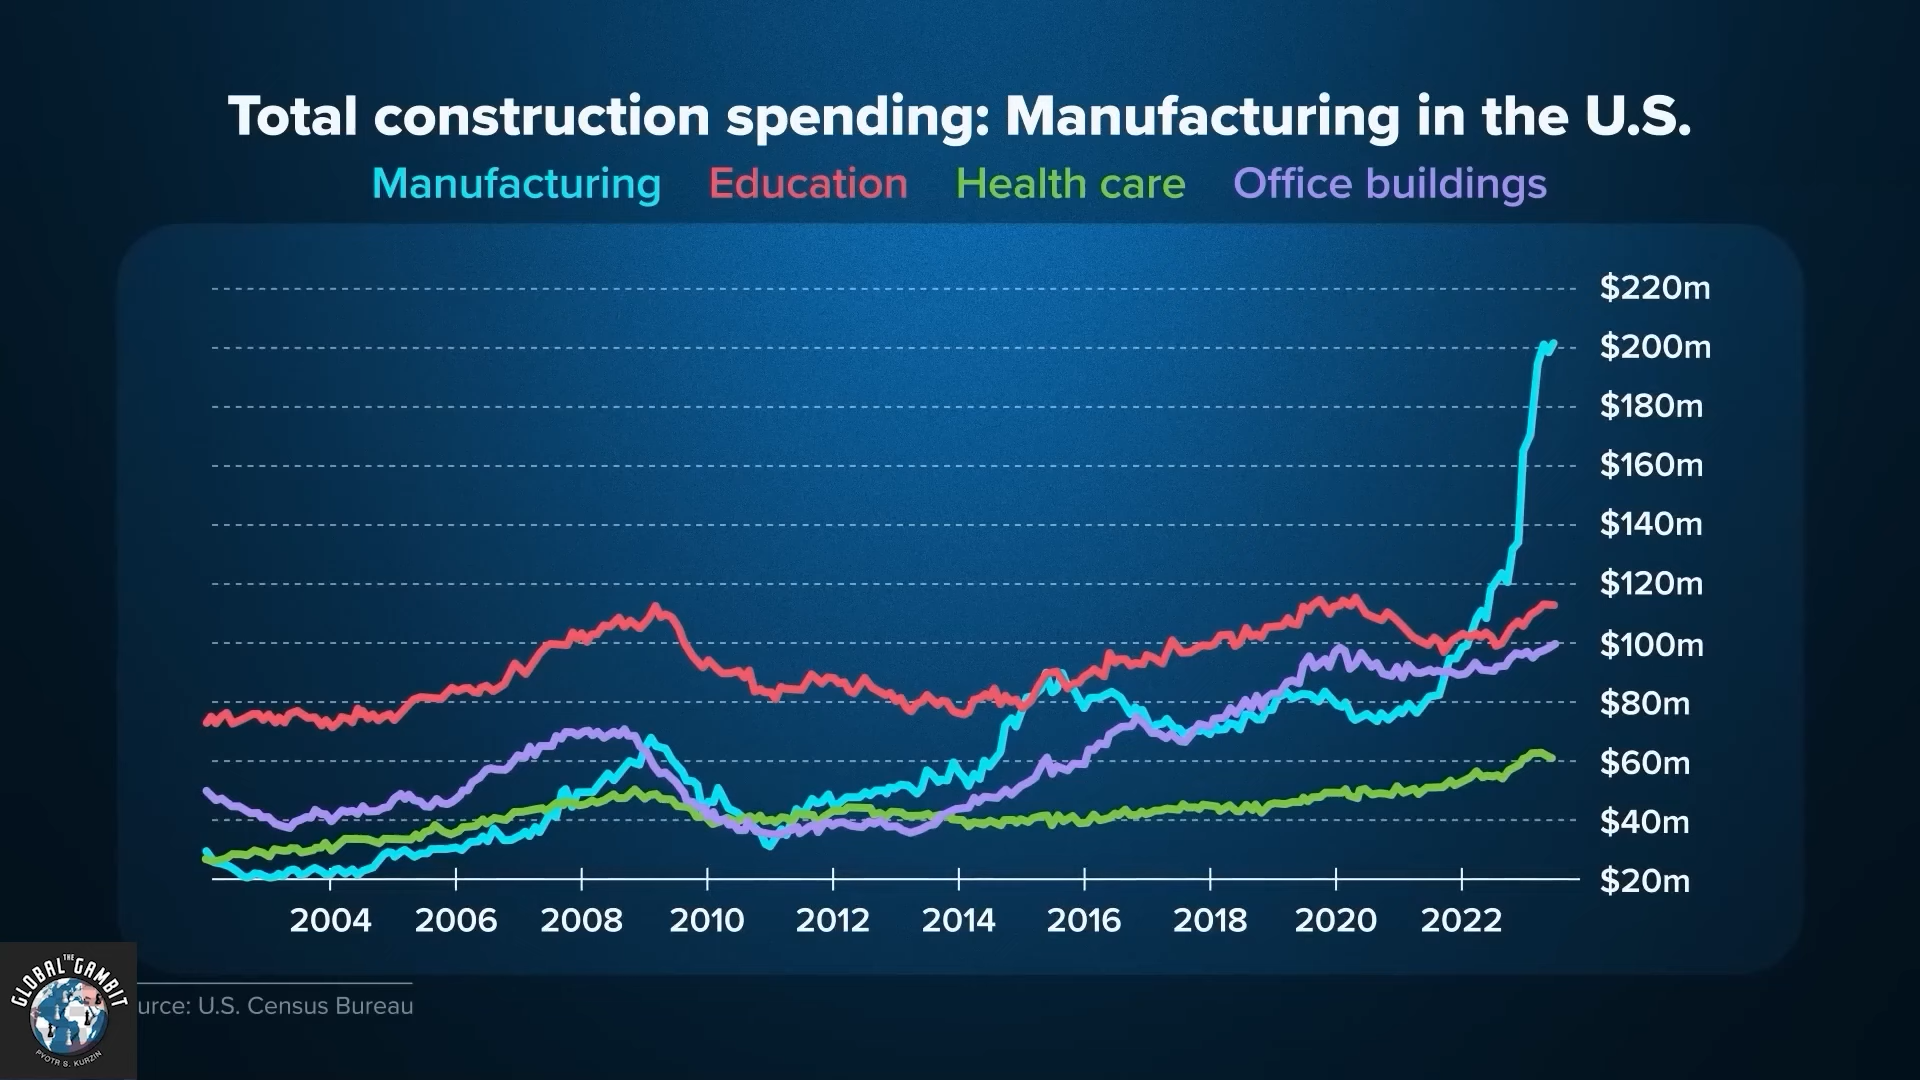 Total construction spending: Manufacturing in the U.S.
Manufacturing Education Health care Office buildings
$220m
$200m
$180m
$160m
$140m
$120m
$100m
$80m
$60m
$40m
$20m
2004 2006 2008 2010 2012 2014 2016 2018 2020 2022
THE
GLOBAL GAMBIT
PYOTR S. KURZIN
urce: U.S. Census Bureau